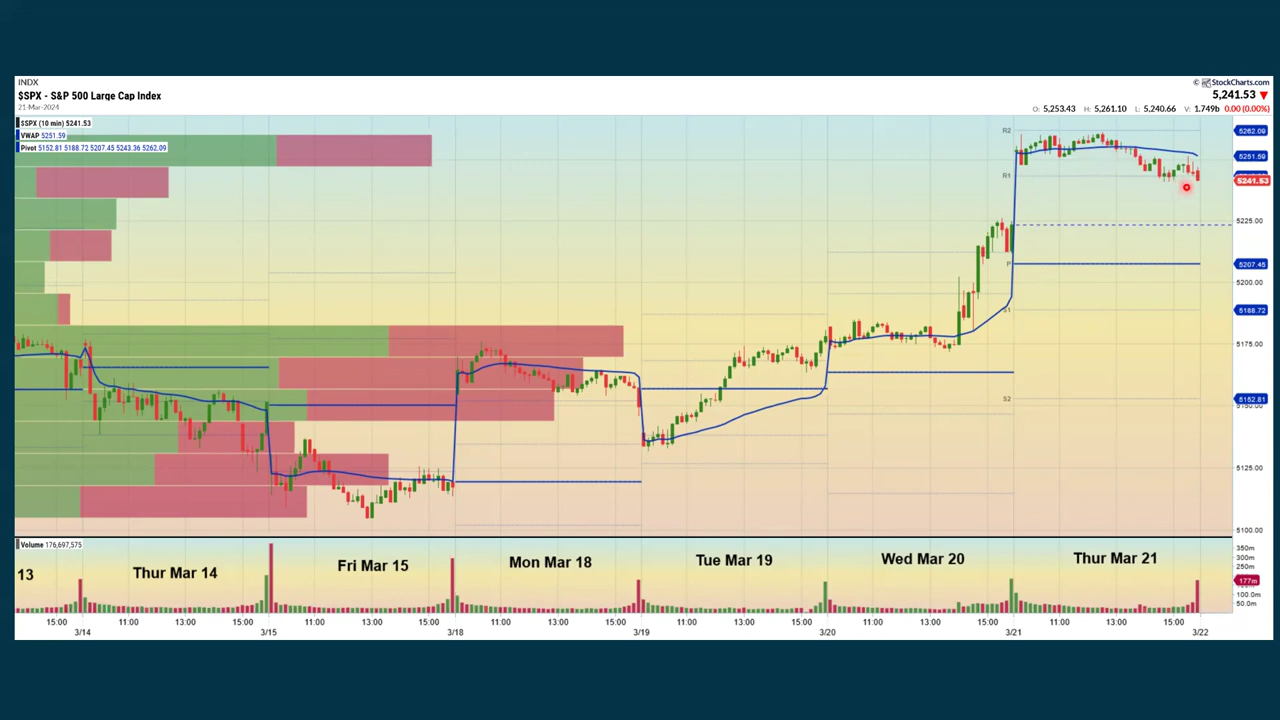 INDX
© StockCharts.com
$SPX - S&P 500 Large Cap Index
5,241.53 ▼
21-Mar-2024
O: 5,253.43 H: 5,261.10 L: 5,240.66 V: 1.749b 0.00 (0.00%)
$SPX (10 min) 5241.53
VWAP 5251.59
Pivot 5152.81 5188.72 5207.45 5243.36 5262.09
R2
5262.09
5251.59
R1
5241.53
5225.00
P
5207.45
5200.00
S1
5188.72
5175.00
S2
5152.81
5125.00
5100.00
Volume 176,697,575
350m
300m
250m
177m
100.0m
50.0m
13
Thur Mar 14
Fri Mar 15
Mon Mar 18
Tue Mar 19
Wed Mar 20
Thur Mar 21
15:00 11:00 13:00 15:00 11:00 13:00 15:00 11:00 13:00 15:00 11:00 13:00 15:00 11:00 13:00 15:00 11:00 13:00 15:00
3/14 3/15 3/18 3/19 3/20 3/21 3/22